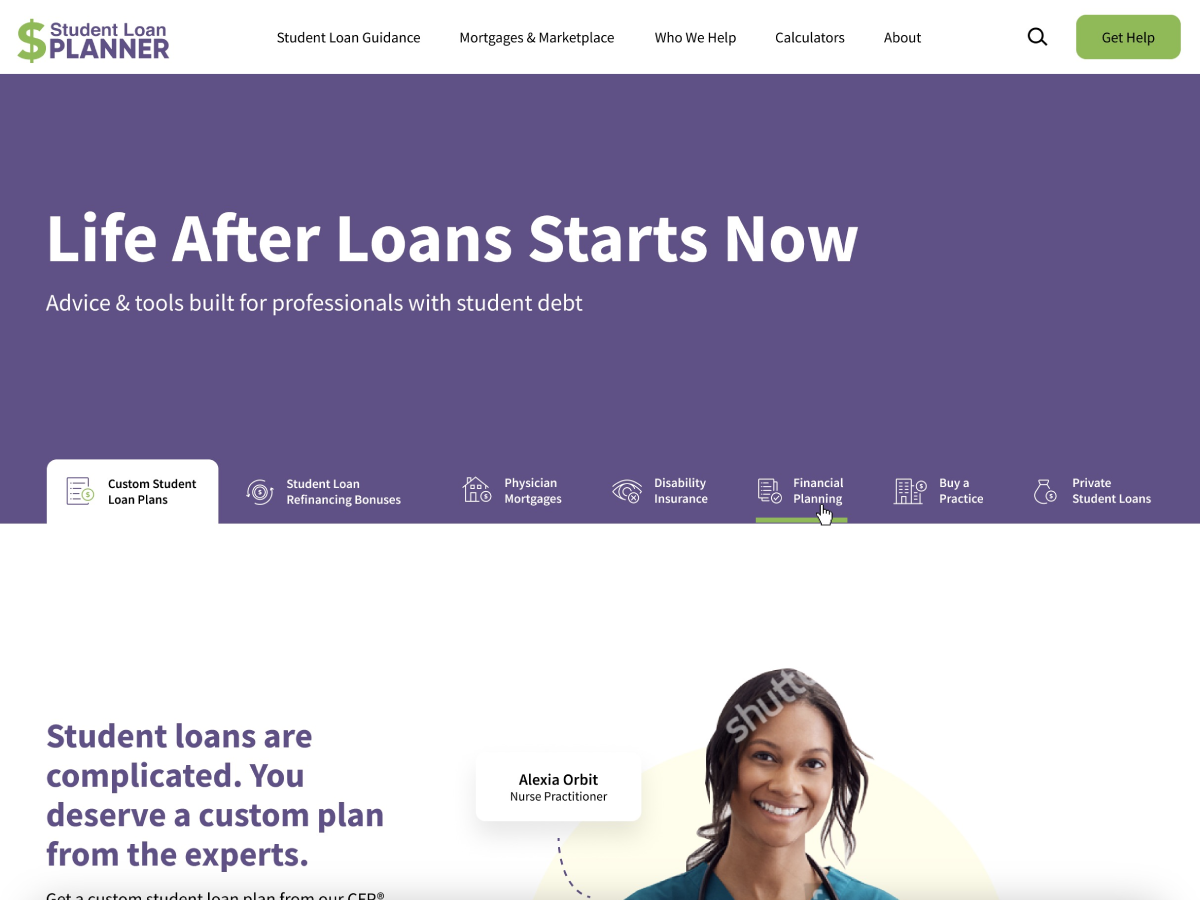 Student Loan
PLANNER
Student Loan Guidance
Mortgages & Marketplace
Who We Help
Calculators
About
Get Help
Life After Loans Starts Now
Advice & tools built for professionals with student debt
Custom Student
Loan Plans
Student Loan
Refinancing Bonuses
Physician
Mortgages
Disability
Insurance
Financial
Planning
Buy a
Practice
Private
Student Loans
Student loans are
complicated. You
deserve a custom plan
from the experts.
Alexia Orbit
Nurse Practitioner
Get a custom student loan plan from our CFP®